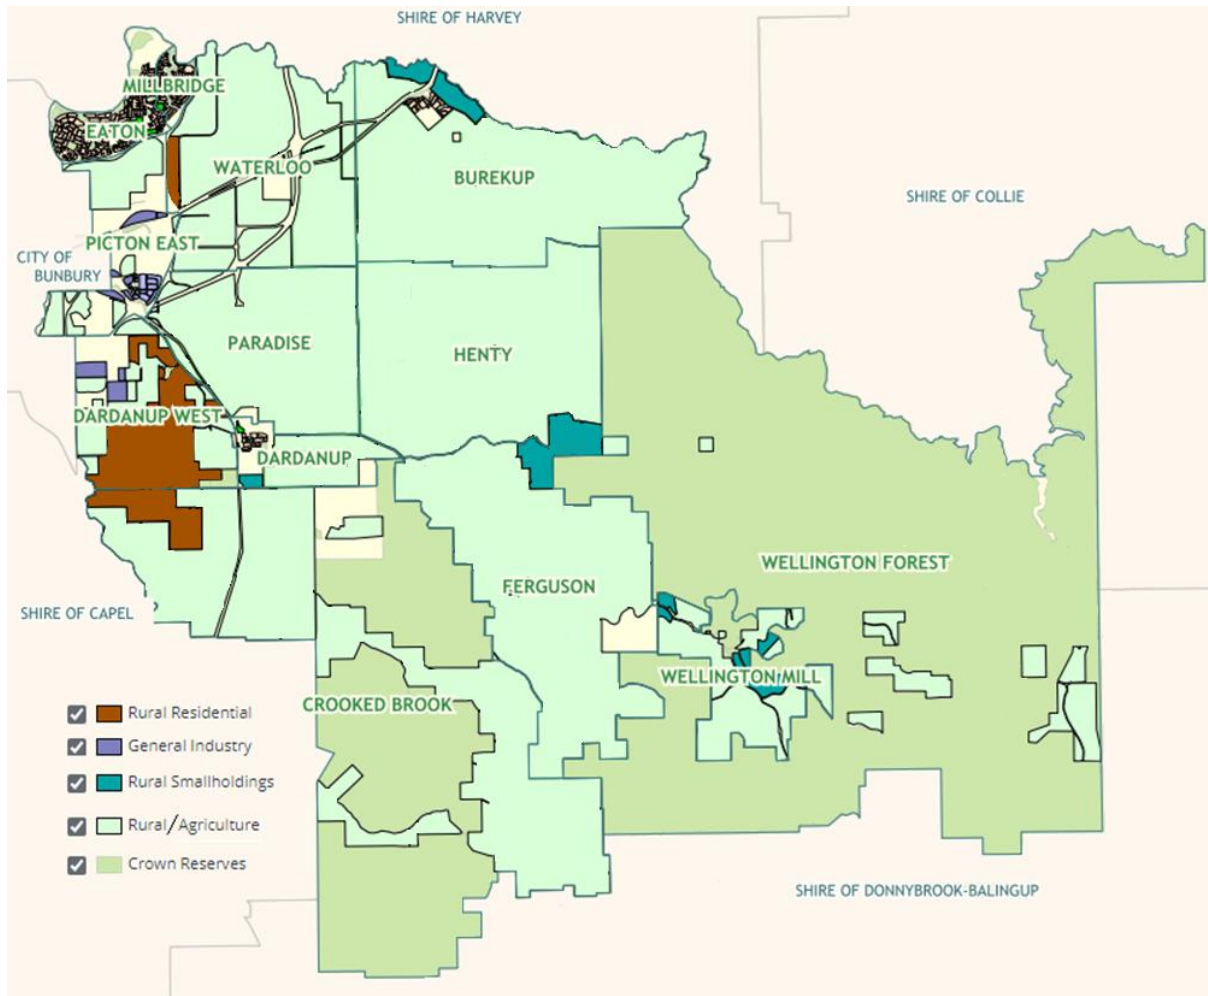 SHIRE OF HARVEY
MILLBRIDGE
EATON
WATERLOO
BUREKUP
SHIRE OF COLLIE
PICTON EAST
CITY OF
BUNBURY
PARADISE
HENTY
DARDANUP WEST
DARDANUP
WELLINGTON FOREST
FERGUSON
SHIRE OF CAPEL
WELLINGTON MILL
CROOKED BROOK
Rural Residential
General Industry
Rural Smallholdings
Rural/Agriculture
Crown Reserves
SHIRE OF DONNYBROOK-BALINGUP